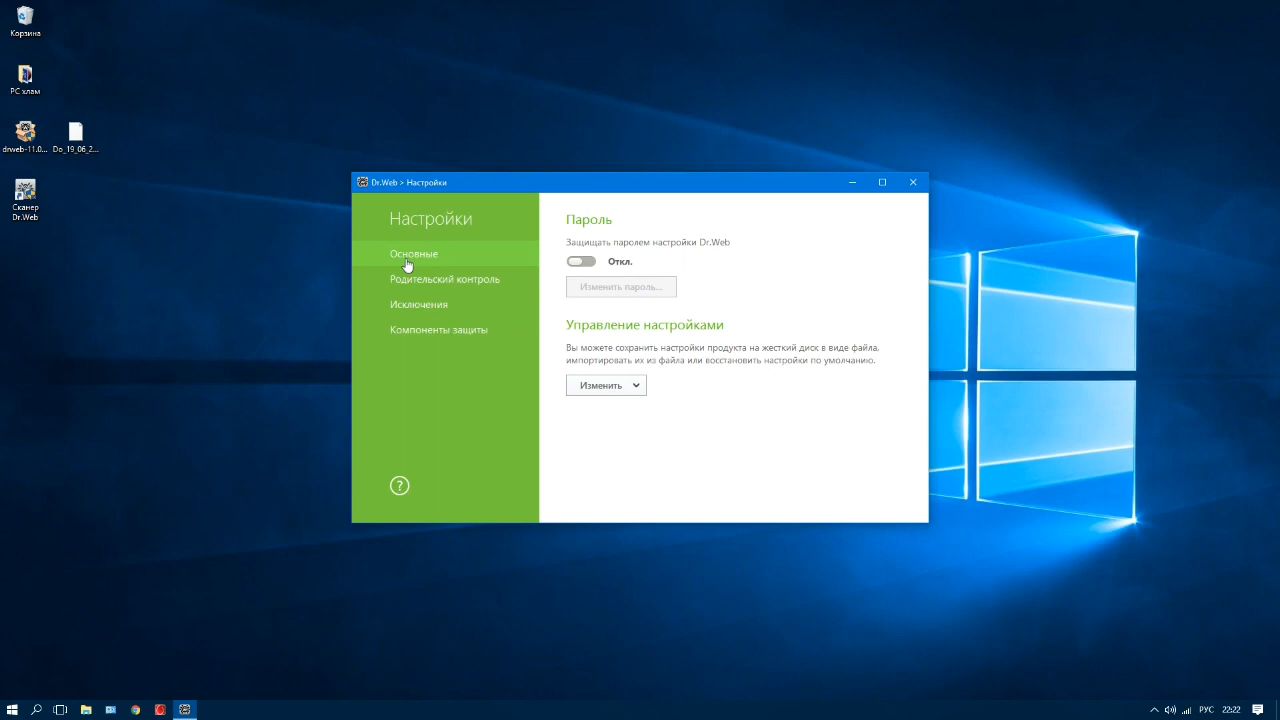 Корзина
PC хлам
drweb-11.0...
Do_19_06_2...
Сканер
Dr.Web
Dr.Web > Настройки
Настройки
Основные
Родительский контроль
Исключения
Компоненты защиты
?
Пароль
Защищать паролем настройки Dr.Web
Откл.
Изменить пароль...
Управление настройками
Вы можете сохранить настройки продукта на жесткий диск в виде файла,
импортировать их из файла или восстановить настройки по умолчанию.
Изменить
РУС
22:22